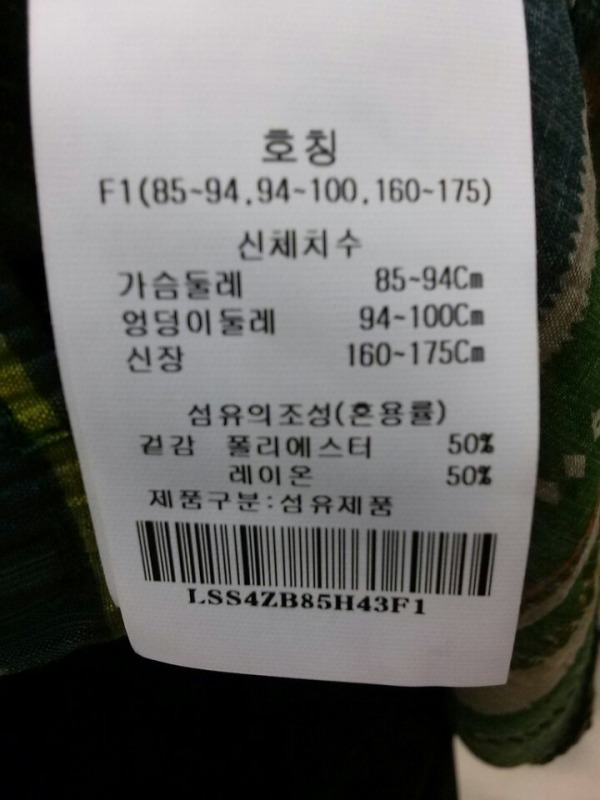 호칭
F1(85~94,94~100,160~175)
신체치수
가슴둘레 85~94Cm
엉덩이둘레 94~100Cm
신장 160~175Cm
섬유의조성(혼용률)
겉감 폴리에스터 50%
레이온 50%
제품구분:섬유제품
LSS4ZB85H43F1